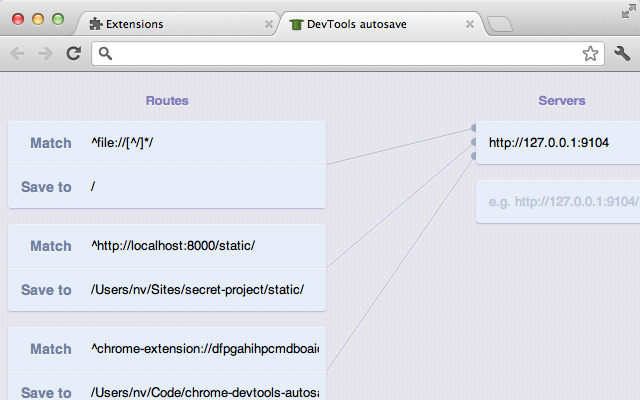 Extensions
DevTools autosave
Routes
Servers
Match ^file://[^/]*/
Save to /
http://127.0.0.1:9104
e.g. http://127.0.0.1:9104/
Match ^http://localhost:8000/static/
Save to /Users/nv/Sites/secret-project/static/
Match ^chrome-extension://dfpgahihpcmdboaic
Save to /Users/nv/Code/chrome-devtools-autosa